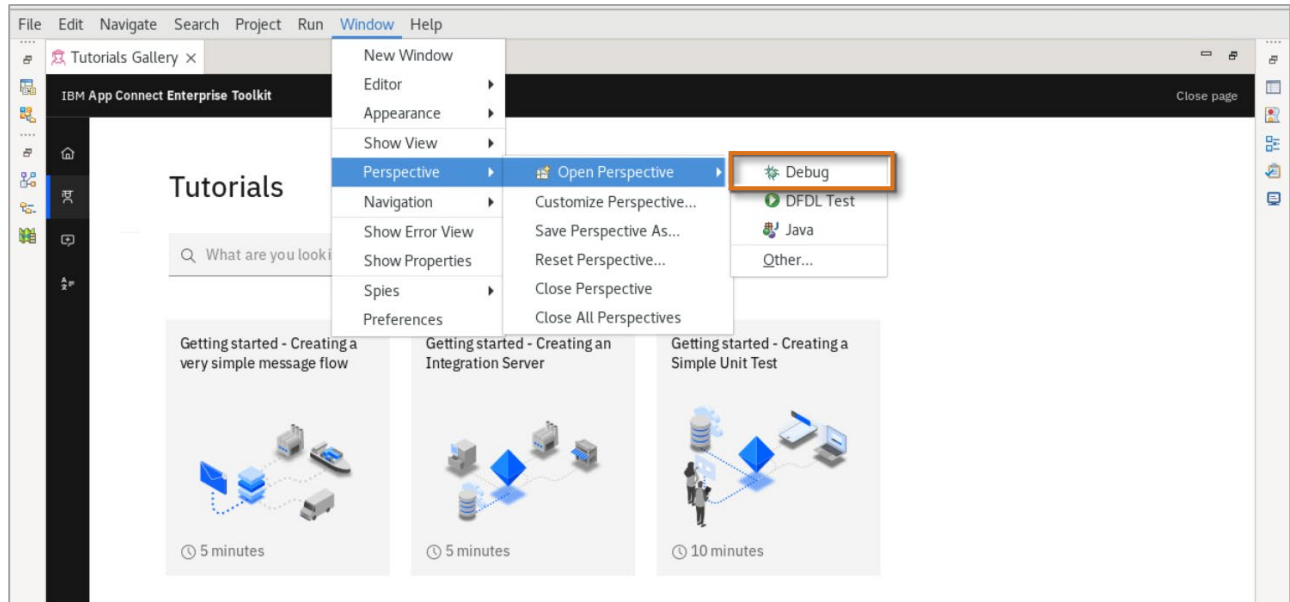 File Edit Navigate Search Project Run Window Help
Tutorials Gallery
IBM App Connect Enterprise Toolkit
Close page
New Window
Editor
Appearance
Show View
Perspective
Navigation
Show Error View
Show Properties
Spies
Preferences
Open Perspective
Customize Perspective...
Save Perspective As...
Reset Perspective...
Close Perspective
Close All Perspectives
Debug
DFDL Test
Java
Other...
Tutorials
What are you looki
Getting started - Creating a
very simple message flow
5 minutes
Getting started - Creating an
Integration Server
5 minutes
Getting started - Creating a
Simple Unit Test
10 minutes